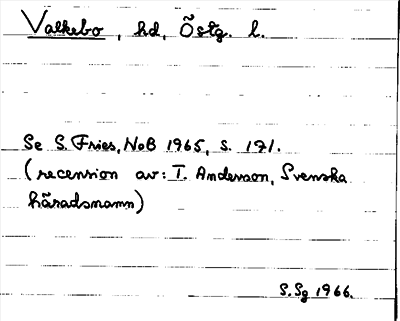 Valkebo, hd, Östg. l.
Se S. Fries, NoB 1965, s. 171.
(recension av: T. Andersson, Svenska
häradsnamn)
S.Sg 1966.